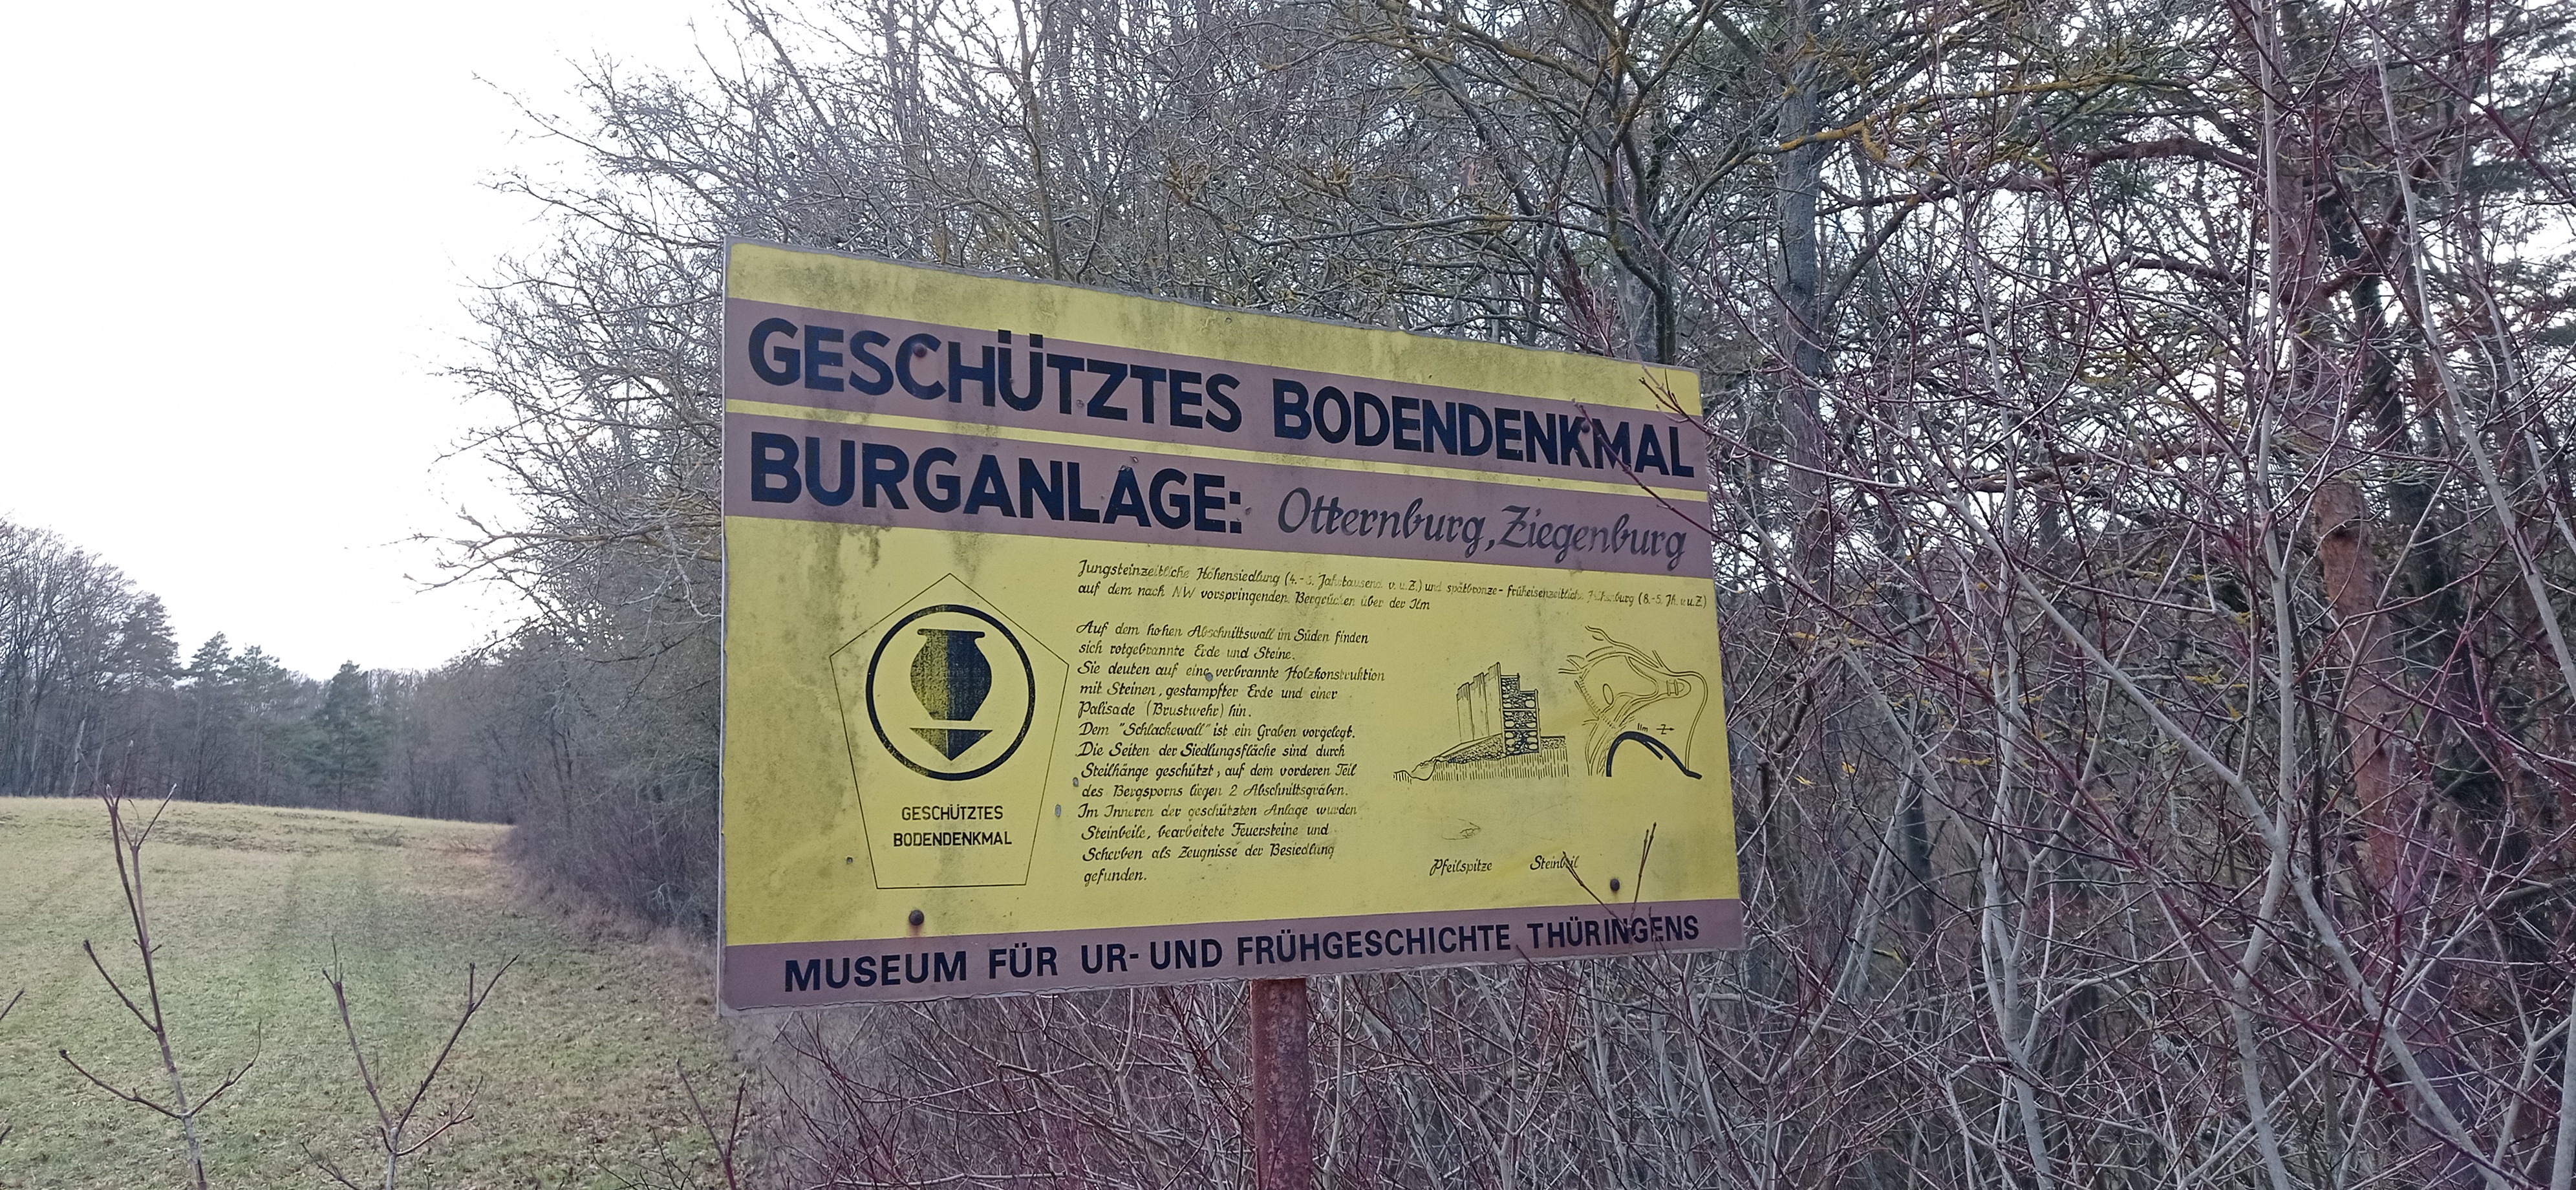 GESCHÜTZTES BODENDENKMAL
BURGANLAGE: Otternburg, Ziegenburg
Jungsteinzeitliche Höhensiedlung (4.- Jahrtausend v.u.Z.) und spätbronze- früheisenzeitliche (8.-5. Jh. v.u.Z.)
auf dem nach NW vorspringenden Bergrücken über der Ilm
Auf dem hohen Abschnittswall im Süden finden
sich rotgebrannte Erde und Steine.
Sie deuten auf eine verbrannte Holzkonstruktion
mit Steinen, gestampfter Erde und einer
Palisade (Brustwehr) hin.
Dem "Schlackewall" ist ein Graben vorgelegt.
Die Seiten der Siedlungsfläche sind durch
Steilhänge geschützt, auf dem vorderen Teil
des Bergsporns liegen 2 Abschnittsgräben.
Im Inneren der geschützten Anlage wurden
Steinbeile, bearbeitete Feuersteine und
Scherben als Zeugnisse der Besiedlung
gefunden.
GESCHÜTZTES
BODENDENKMAL
Ilm
Pfeilspitze Steinbeil
MUSEUM FÜR UR- UND FRÜHGESCHICHTE THÜRINGENS